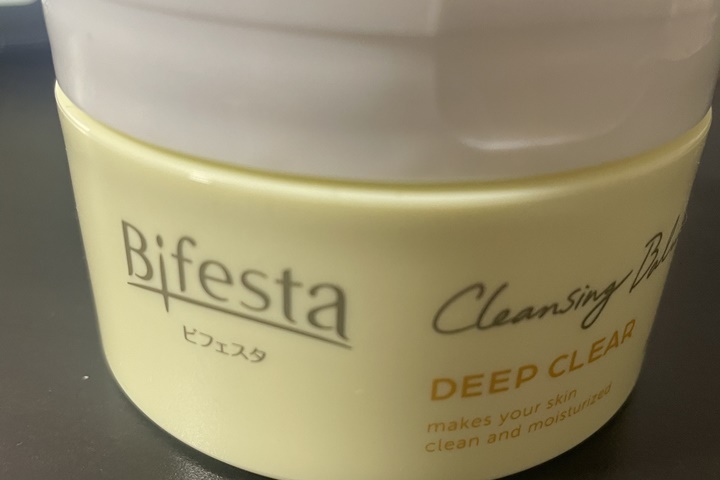 Bifesta
ビフェスタ
Cleansing
DEEP CLEAR
makes your skin
clean and moisturized